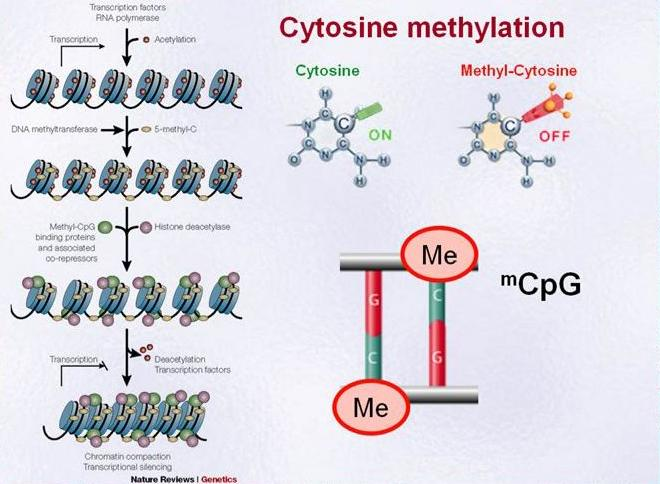 Transcription factors
RNA polymerase
Transcription
Acetylation
DNA methyltransferase
5-methyl-C
Methyl-CpG
binding proteins
and associated
co-repressors
Histone deacetylase
Transcription
Deacetylation
Transcription factors
Chromatin compaction
Transcriptional silencing
Nature Reviews | Genetics
Cytosine methylation
Cytosine
Methyl-Cytosine
H
N
C
ON
O
N
N
H
H
H
N
C
OFF
O
N
N
H
H
Me
mCpG
G
C
C
G
Me